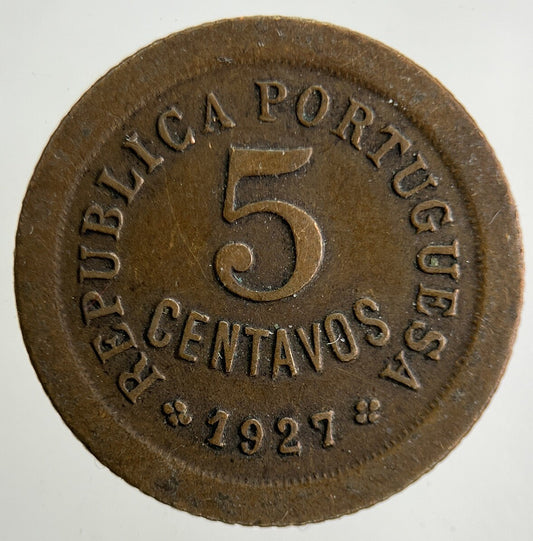 REPUBLICA PORTUGUESA
5
CENTAVOS
1927